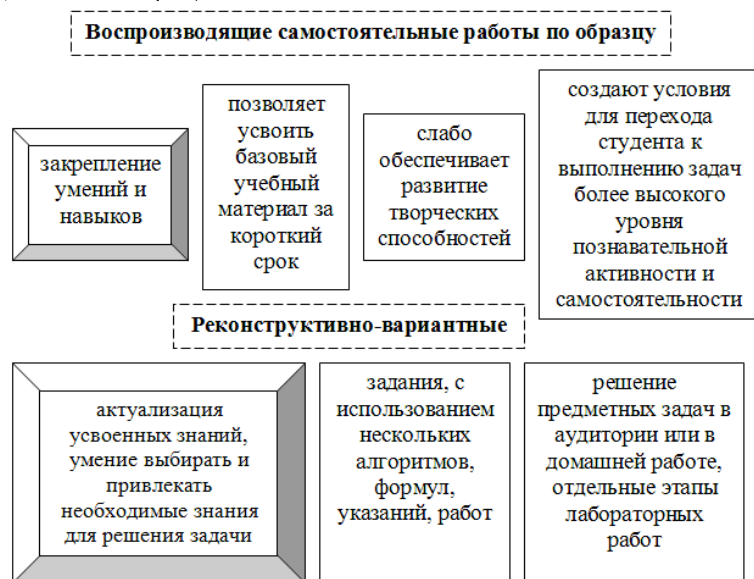 Воспроизводящие самостоятельные работы по образцу
закрепление
умений и
навыков
позволяет
усвоить
базовый
учебный
материал за
короткий
срок
слабо
обеспечивает
развитие
творческих
способностей
создают условия
для перехода
студента к
выполнению задач
более высокого
уровня
познавательной
активности и
самостоятельности
Реконструктивно-вариантные
актуализация
усвоенных знаний,
умение выбирать и
привлекать
необходимые знания
для решения задачи
задания, с
использованием
нескольких
алгоритмов,
формул,
указаний, работ
решение
предметных задач в
аудитории или в
домашней работе,
отдельные этапы
лабораторных
работ